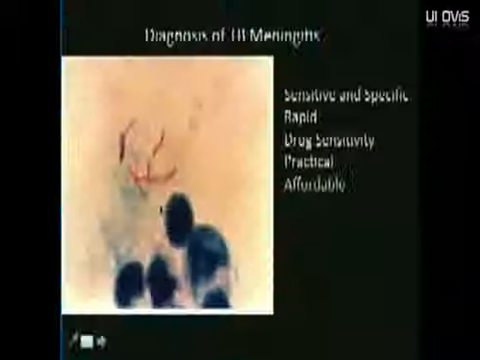 UI OVIS
Diagnosis of TB Meningitis
Sensitive and Specific
Rapid
Drug Sensitivity
Practical
Affordable